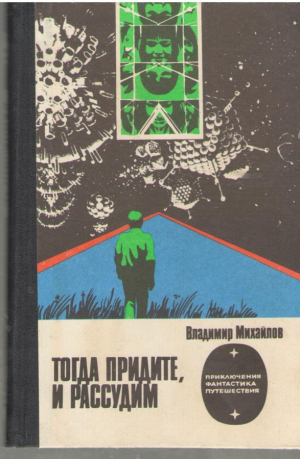 Владимир Михайлов
ТОГДА ПРИДИТЕ,
И РАССУДИМ
ПРИКЛЮЧЕНИЯ
ФАНТАСТИКА
ПУТЕШЕСТВИЯ